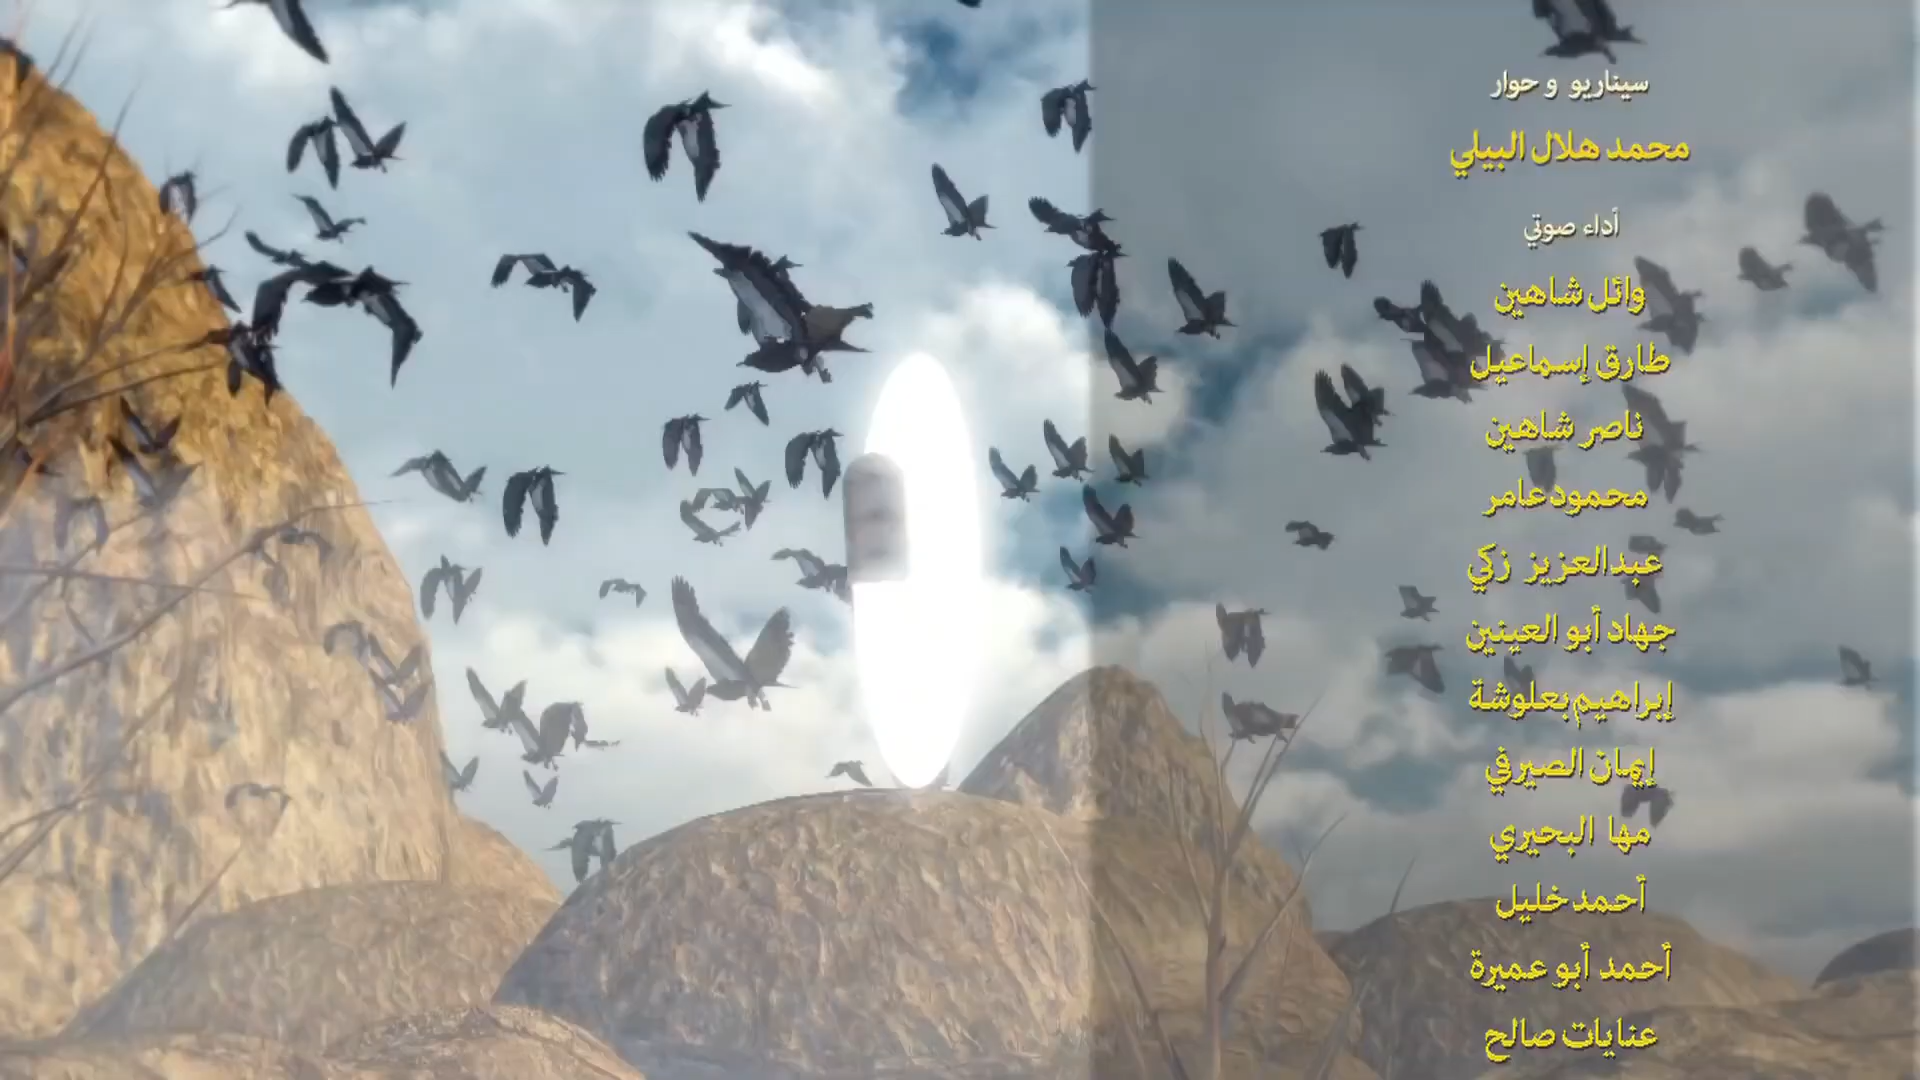 سيناريو و حوار
محمد هلال البيلي
أداء صوتي
وائل شاهين
طارق إسماعيل
ناصر شاهين
محمود عامر
عبدالعزيز زكي
جهاد أبو العينين
إبراهيم بعلوشة
إيمان الصيرفي
مها البحيري
أحمد خليل
أحمد أبو عميرة
عنايات صالح